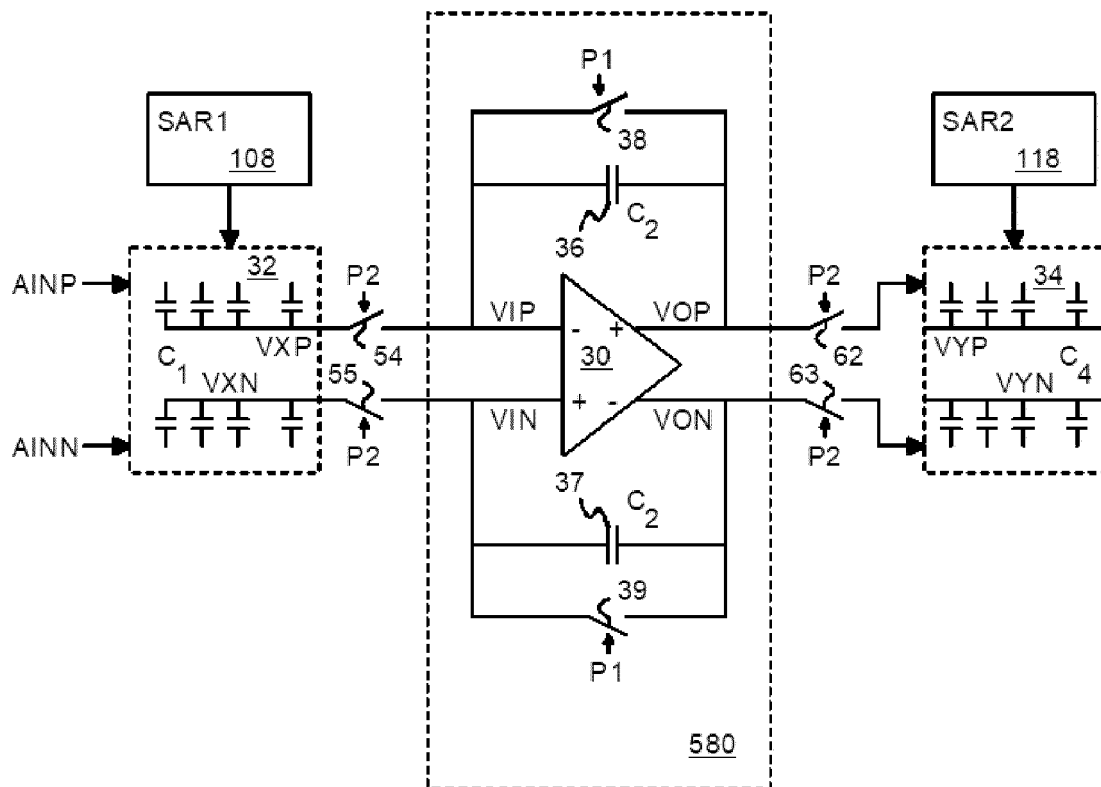 P1
SAR1
108
38
SAR2
118
C2
36
AINP
32
P2
P2
34
VIP
VOP
- +
30
VXP
54
62
VYP
C1
VXN
55
63
VYN
C4
VIN
+ -
VON
AINN
P2
P2
37
C2
39
P1
580